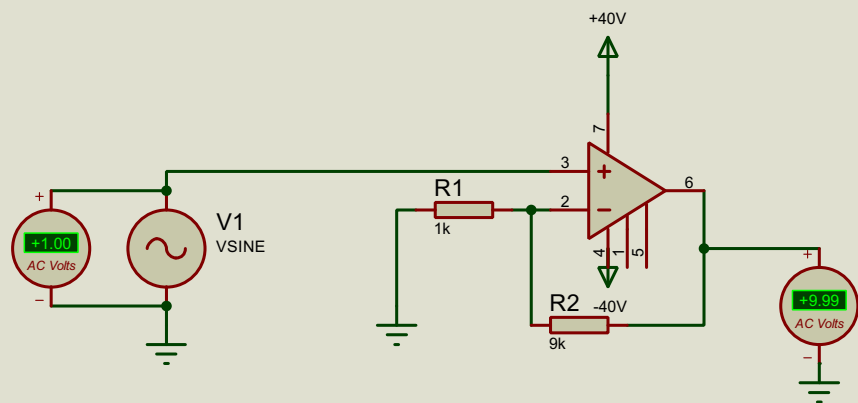 +40V
7
3
+
6
2
−
4
1
5
-40V
R1
1k
R2
9k
V1
VSINE
+
+1.00
AC Volts
−
+
+9.99
AC Volts
−